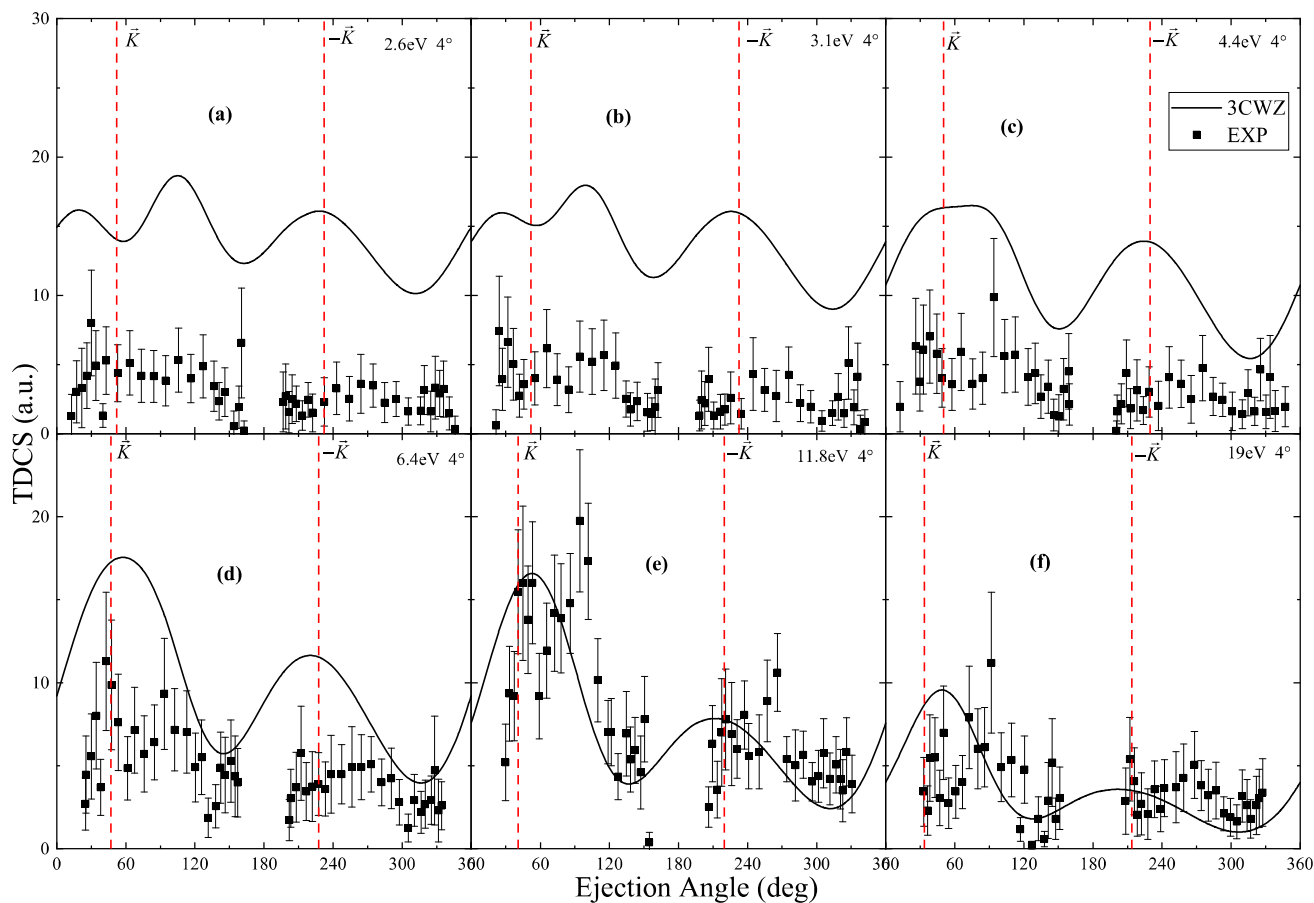 30
K⃗
−K⃗
2.6eV 4°
K⃗
−K⃗
3.1eV 4°
K⃗
−K⃗
4.4eV 4°
(a)
(b)
(c)
3CWZ
EXP
20
10
0
TDCS (a.u.)
K⃗
−K⃗
6.4eV 4°
K⃗
−K⃗
11.8eV 4°
K⃗
−K⃗
19eV 4°
(d)
(e)
(f)
20
10
0
0 60 120 180 240 300 360
60 120 180 240 300 360
60 120 180 240 300 360
Ejection Angle (deg)